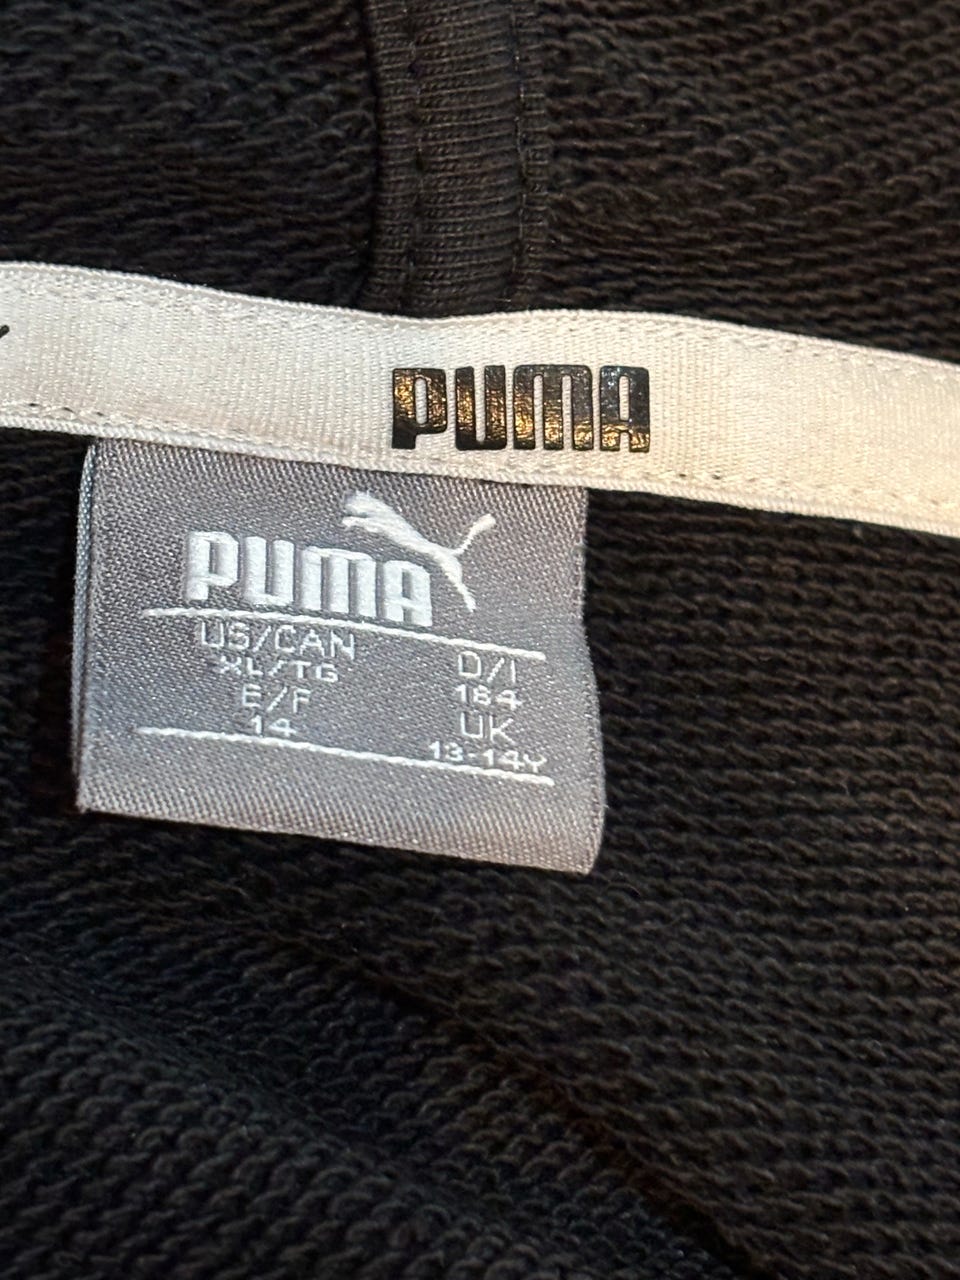 PUMA
PUMA
US/CAN
XL/TG
E/F
14
D/I
164
UK
13-14Y